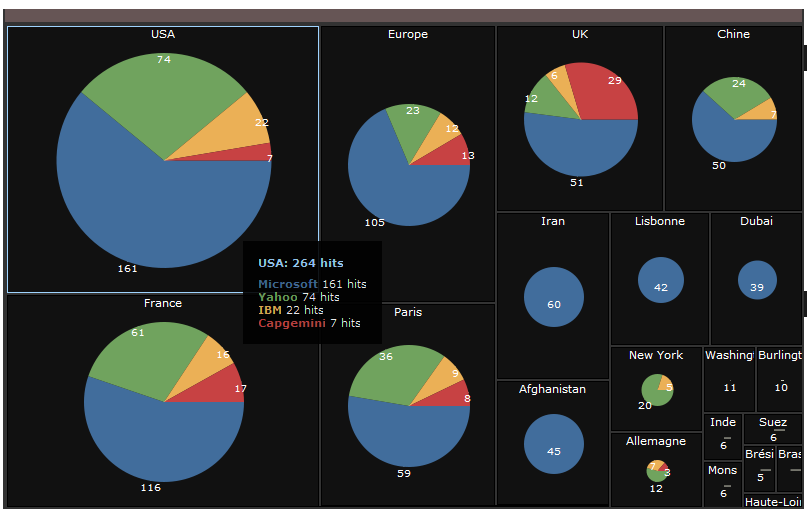 USA
74
22
7
161
Europe
23
12
13
105
UK
6
29
12
51
Chine
24
7
50
USA: 264 hits
Microsoft 161 hits
Yahoo 74 hits
IBM 22 hits
Capgemini 7 hits
Iran
60
Lisbonne
42
Dubai
39
France
61
16
17
116
Paris
36
9
8
59
Afghanistan
45
New York
5
20
Washingt
11
Burlingt
10
Allemagne
7
3
12
Inde
6
Suez
6
Mons
6
Brési
5
Bras
Haute-Loir